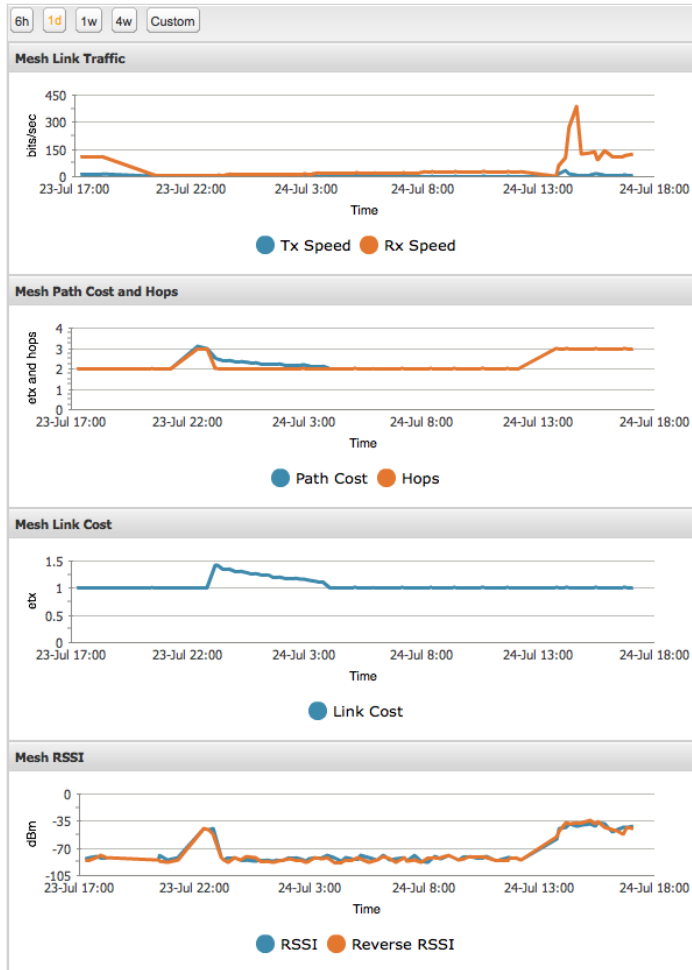 6h 1d 1w 4w Custom
Mesh Link Traffic
450
300
150
0
bits/sec
23-Jul 17:00 23-Jul 22:00 24-Jul 3:00 24-Jul 8:00 24-Jul 13:00 24-Jul 18:00
Time
Tx Speed Rx Speed
Mesh Path Cost and Hops
4
3
2
1
0
etx and hops
23-Jul 17:00 23-Jul 22:00 24-Jul 3:00 24-Jul 8:00 24-Jul 13:00 24-Jul 18:00
Time
Path Cost Hops
Mesh Link Cost
1.5
1
0.5
0
etx
23-Jul 17:00 23-Jul 22:00 24-Jul 3:00 24-Jul 8:00 24-Jul 13:00 24-Jul 18:00
Time
Link Cost
Mesh RSSI
0
-35
-70
-105
dBm
23-Jul 17:00 23-Jul 22:00 24-Jul 3:00 24-Jul 8:00 24-Jul 13:00 24-Jul 18:00
Time
RSSI Reverse RSSI